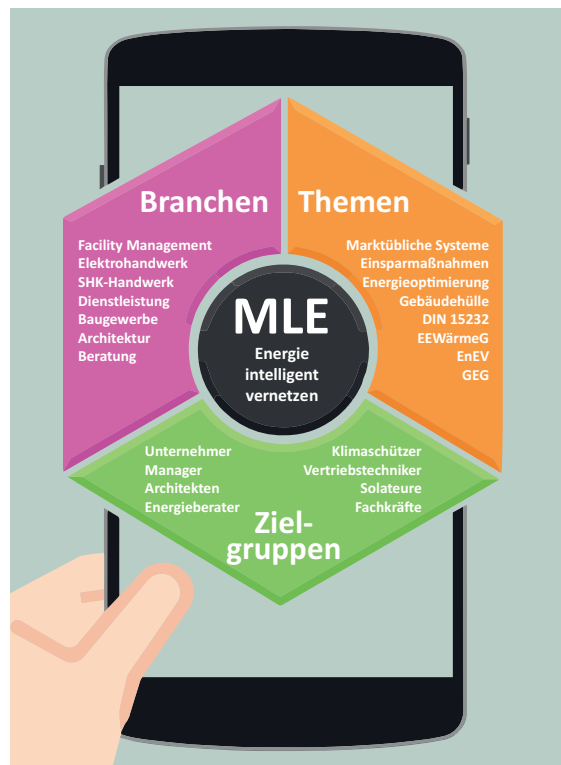 Branchen
Facility Management
Elektrohandwerk
SHK-Handwerk
Dienstleistung
Baugewerbe
Architektur
Beratung
Themen
Marktübliche Systeme
Einsparmaßnahmen
Energieoptimierung
Gebäudehülle
DIN 15232
EEWärmeG
EnEV
GEG
MLE
Energie
intelligent
vernetzen
Unternehmer
Manager
Architekten
Energieberater
Klimaschützer
Vertriebstechniker
Solateure
Fachkräfte
Ziel-
gruppen